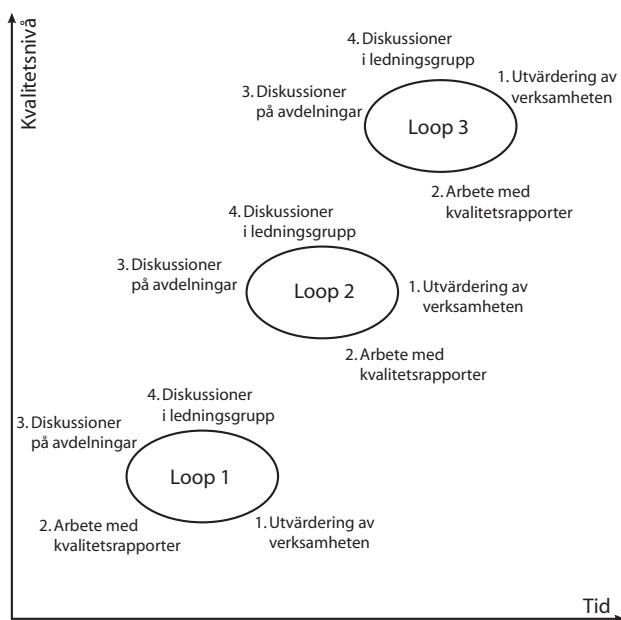 Kvalitetsnivå
4. Diskussioner
i ledningsgrupp
1. Utvärdering av
verksamheten
3. Diskussioner
på avdelningar
Loop 3
2. Arbete med
kvalitetsrapporter
4. Diskussioner
i ledningsgrupp
3. Diskussioner
på avdelningar
Loop 2
1. Utvärdering av
verksamheten
2. Arbete med
kvalitetsrapporter
4. Diskussioner
i ledningsgrupp
3. Diskussioner
på avdelningar
Loop 1
2. Arbete med
kvalitetsrapporter
1. Utvärdering av
verksamheten
Tid